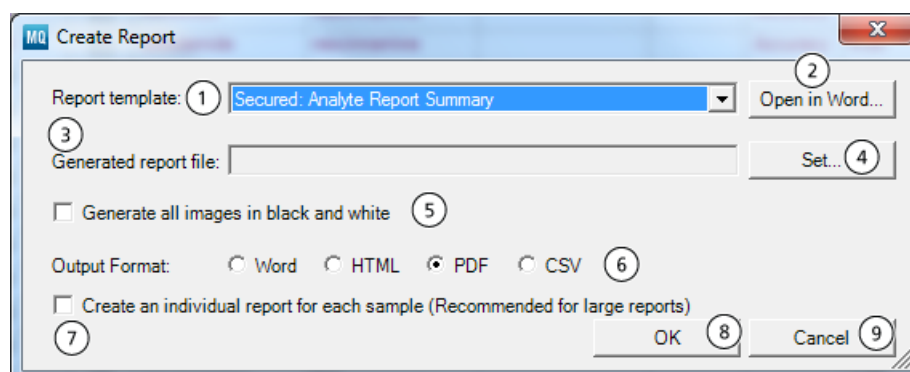 MQ Create Report
2
Report template: 1 Secured: Analyte Report Summary Open in Word...
3
Generated report file: Set... 4
Generate all images in black and white 5
Output Format: Word HTML PDF CSV 6
Create an individual report for each sample (Recommended for large reports)
7 OK 8 Cancel 9